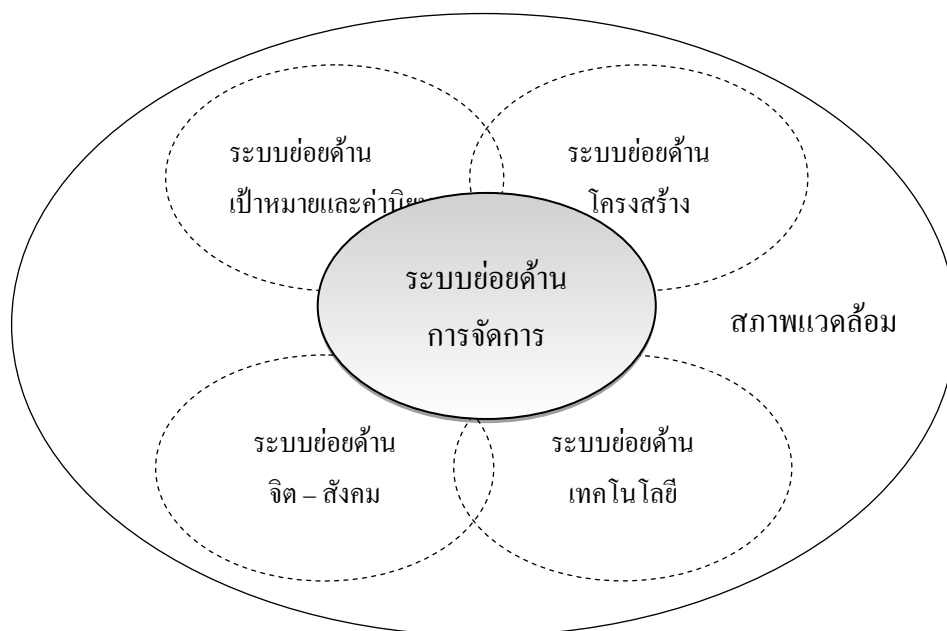 ระบบย่อยด้าน
เป้าหมายและค่านิย
ระบบย่อยด้าน
โครงสร้าง
ระบบย่อยด้าน
การจัดการ
สภาพแวดล้อม
ระบบย่อยด้าน
จิต – สังคม
ระบบย่อยด้าน
เทคโนโลยี